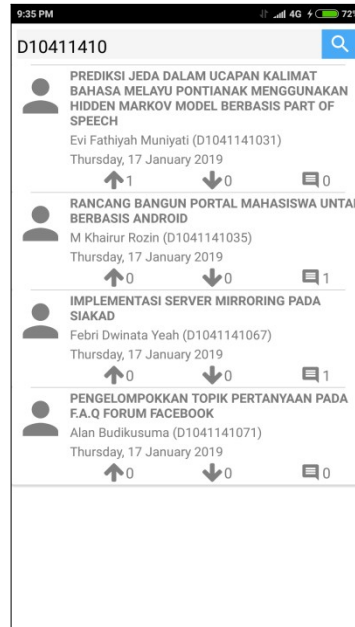 9:35 PM 4G 72%
D10411410
PREDIKSI JEDA DALAM UCAPAN KALIMAT
BAHASA MELAYU PONTIANAK MENGGUNAKAN
HIDDEN MARKOV MODEL BERBASIS PART OF
SPEECH
Evi Fathiyah Muniyati (D1041141031)
Thursday, 17 January 2019
1 0 0
RANCANG BANGUN PORTAL MAHASISWA UNTAN
BERBASIS ANDROID
M Khairur Rozin (D1041141035)
Thursday, 17 January 2019
0 0 1
IMPLEMENTASI SERVER MIRRORING PADA
SIAKAD
Febri Dwinata Yeah (D1041141067)
Thursday, 17 January 2019
0 0 1
PENGELOMPOKKAN TOPIK PERTANYAAN PADA
F.A.Q FORUM FACEBOOK
Alan Budikusuma (D1041141071)
Thursday, 17 January 2019
0 0 0